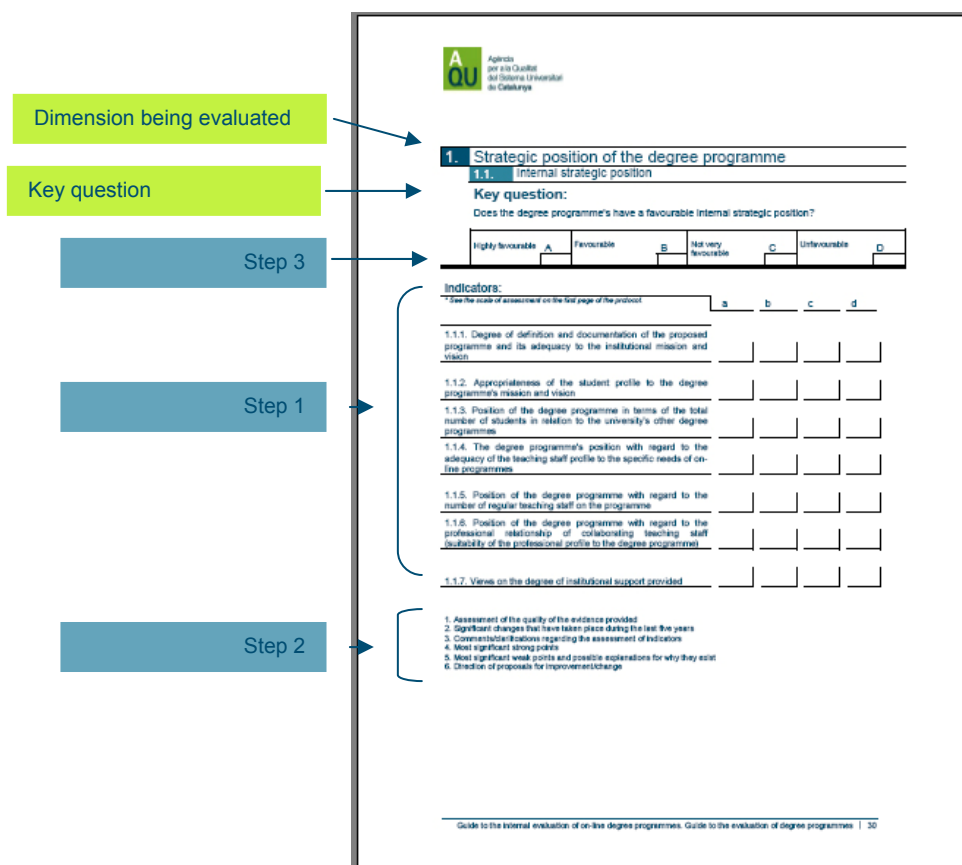 AQU
Agència
per a la Qualitat
del Sistema Universitari
de Catalunya
Dimension being evaluated
1. Strategic position of the degree programme
1.1. Internal strategic position
Key question
Key question:
Does the degree programme's have a favourable internal strategic position?
Step 3
Highly favourable A Favourable B Not very favourable C Unfavourable D
Indicators:
* See the scale of assessment on the first page of the protocol.
a b c d
Step 1
1.1.1. Degree of definition and documentation of the proposed
programme and its adequacy to the institutional mission and
vision
1.1.2. Appropriateness of the student profile to the degree
programme's mission and vision
1.1.3. Position of the degree programme in terms of the total
number of students in relation to the university's other degree
programmes
1.1.4. The degree programme's position with regard to the
adequacy of the teaching staff profile to the specific needs of on-
line programmes
1.1.5. Position of the degree programme with regard to the
number of regular teaching staff on the programme
1.1.6. Position of the degree programme with regard to the
professional relationship of collaborating teaching staff
(suitability of the professional profile to the degree programme)
1.1.7. Views on the degree of institutional support provided
Step 2
1. Assessment of the quality of the evidence provided
2. Significant changes that have taken place during the last five years
3. Comments/clarifications regarding the assessment of indicators
4. Most significant strong points
5. Most significant weak points and possible explanations for why they exist
6. Direction of proposals for improvement/change
Guide to the internal evaluation of on-line degree programmes. Guide to the evaluation of degree programmes | 30